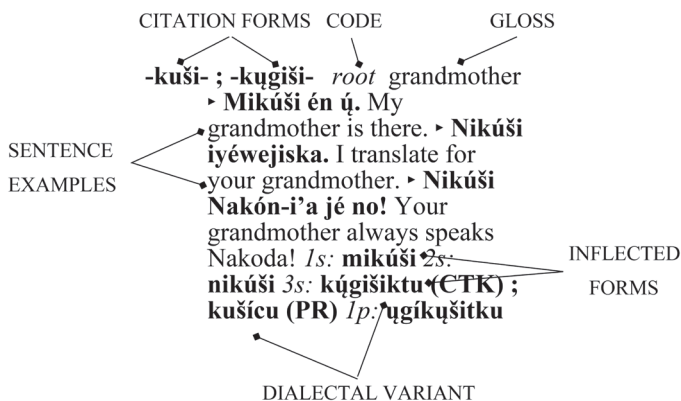 CITATION FORMS CODE GLOSS
-kuši- ; -kųgiši- root grandmother
‣ Mikúši én ų́. My
grandmother is there. ‣ Nikúši
iyéwejiska. I translate for
your grandmother. ‣ Nikúši
Nakón-i’a jé no! Your
grandmother always speaks
Nakoda! 1s: mikúši 2s:
nikúši 3s: kų́gišiktu (CTK) ;
kušícu (PR) 1p: ųgíkųšitku
SENTENCE
EXAMPLES
INFLECTED
FORMS
DIALECTAL VARIANT